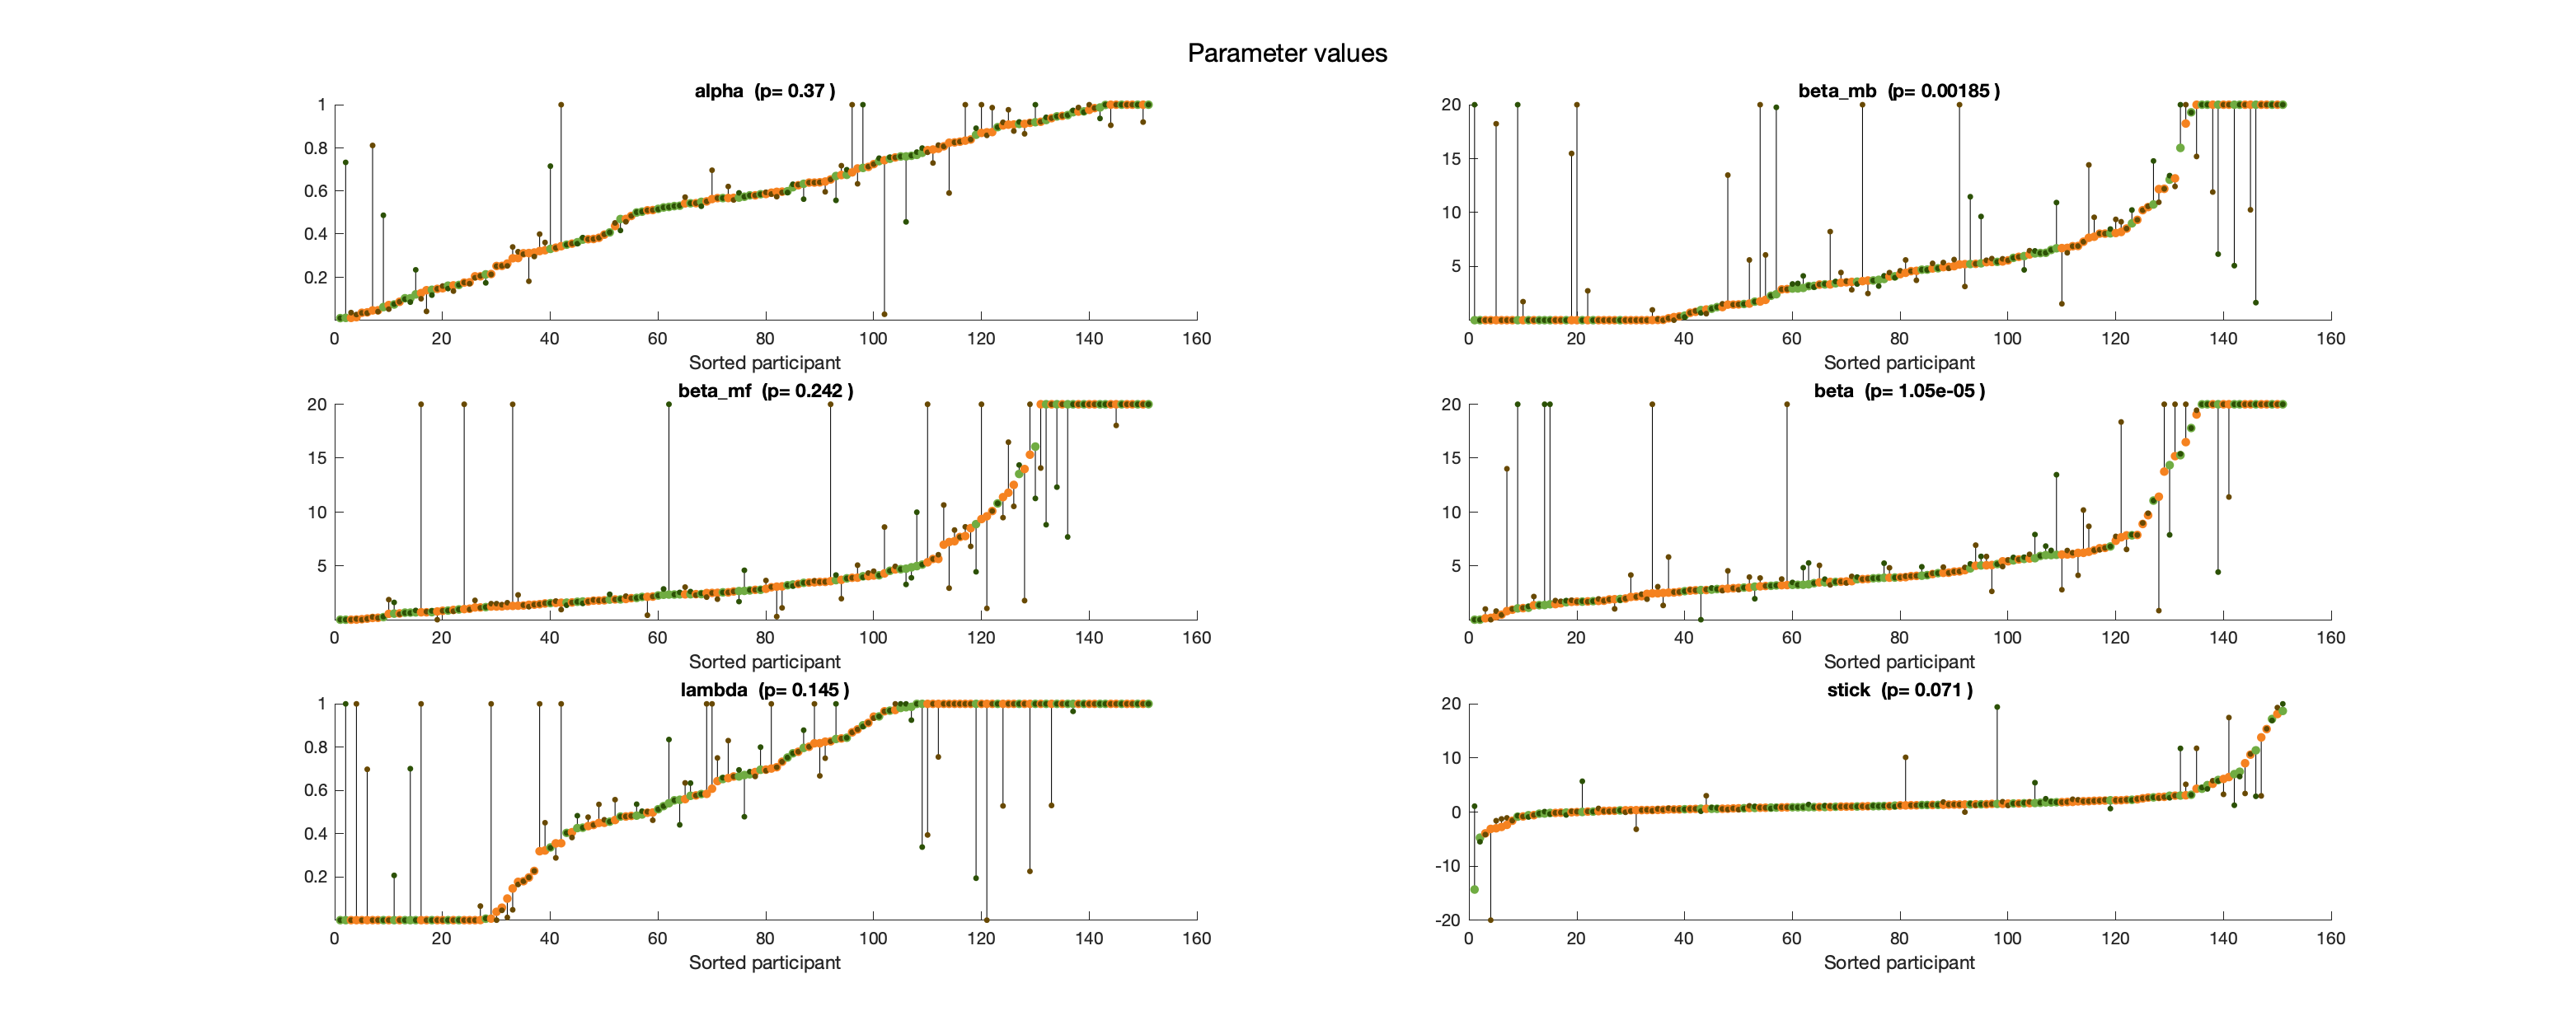 Parameter values
alpha (p= 0.37 )
1
0.8
0.6
0.4
0.2
0 20 40 60 80 100 120 140 160
Sorted participant
beta_mb (p= 0.00185 )
20
15
10
5
0 20 40 60 80 100 120 140 160
Sorted participant
beta_mf (p= 0.242 )
20
15
10
5
0 20 40 60 80 100 120 140 160
Sorted participant
beta (p= 1.05e-05 )
20
15
10
5
0 20 40 60 80 100 120 140 160
Sorted participant
lambda (p= 0.145 )
1
0.8
0.6
0.4
0.2
0 20 40 60 80 100 120 140 160
Sorted participant
stick (p= 0.071 )
20
10
0
-10
-20
0 20 40 60 80 100 120 140 160
Sorted participant